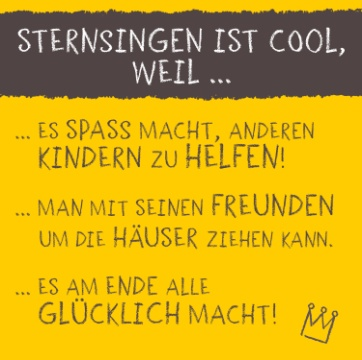 STERNSINGEN IST COOL,
WEIL ...
... ES SPASS MACHT, ANDEREN
KINDERN ZU HELFEN!
... MAN MIT SEINEN FREUNDEN
UM DIE HÄUSER ZIEHEN KANN.
... ES AM ENDE ALLE
GLÜCKLICH MACHT!